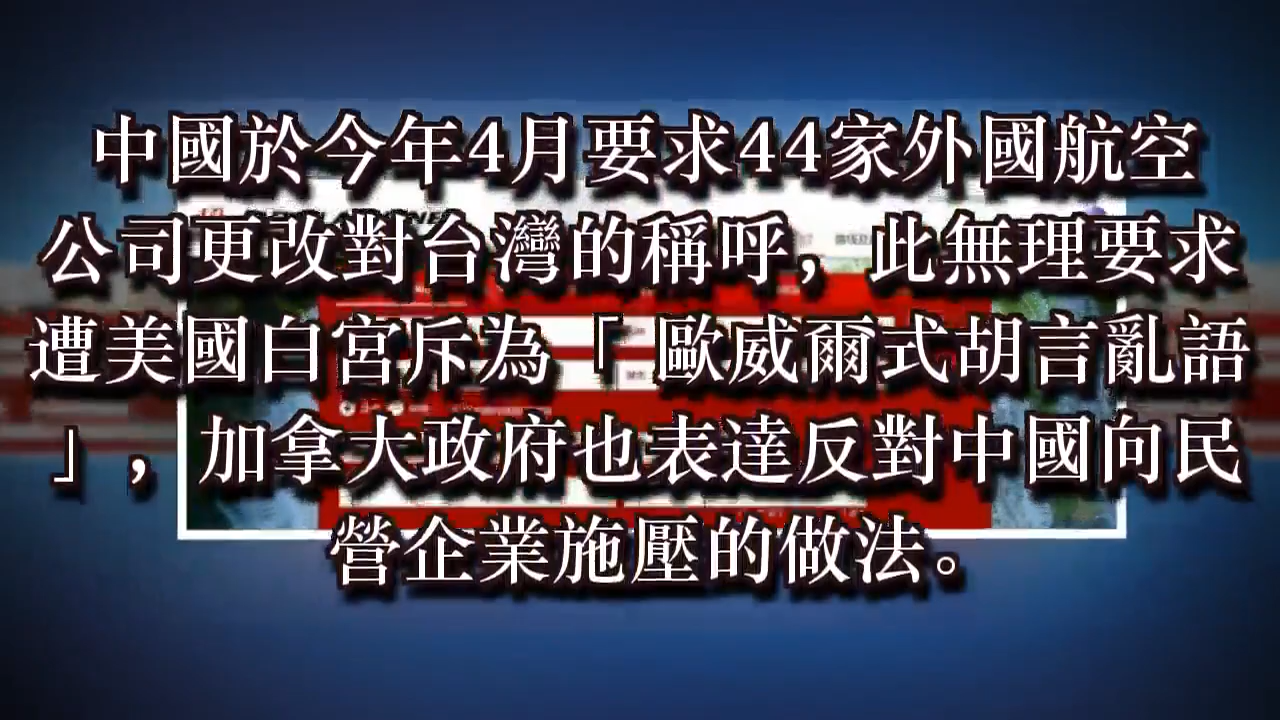 中國於今年4月要求44家外國航空
公司更改對台灣的稱呼，此無理要求
遭美國白宮斥為「 歐威爾式胡言亂語
」，加拿大政府也表達反對中國向民
營企業施壓的做法。